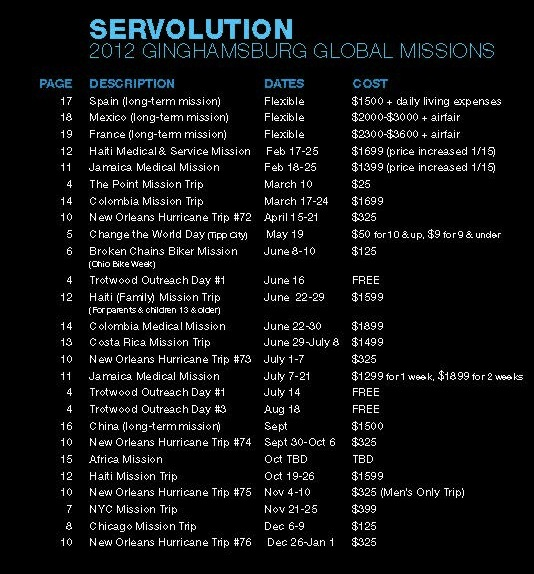 SERVOLUTION
2012 GINGHAMSBURG GLOBAL MISSIONS
PAGE DESCRIPTION DATES COST
17 Spain (long-term mission) Flexible $1500 + daily living expenses
18 Mexico (long-term mission) Flexible $2000-$3000 + airfair
19 France (long-term mission) Flexible $2300-$3600 + airfair
12 Haiti Medical & Service Mission Feb 17-25 $1699 (price increased 1/15)
11 Jamaica Medical Mission Feb 18-25 $1399 (price increased 1/15)
4 The Point Mission Trip March 10 $25
14 Colombia Mission Trip March 17-24 $1699
10 New Orleans Hurricane Trip #72 April 15-21 $325
5 Change the World Day (Tipp City) May 19 $50 for 10 & up, $9 for 9 & under
6 Broken Chains Biker Mission June 8-10 $125
(Ohio Bike Week)
4 Trotwood Outreach Day #1 June 16 FREE
12 Haiti (Family) Mission Trip June 22-29 $1599
(For parents & children 13 & older)
14 Colombia Medical Mission June 22-30 $1899
13 Costa Rica Mission Trip June 29-July 8 $1499
10 New Orleans Hurricane Trip #73 July 1-7 $325
11 Jamaica Medical Mission July 7-21 $1299 for 1 week, $1899 for 2 weeks
4 Trotwood Outreach Day #1 July 14 FREE
4 Trotwood Outreach Day #3 Aug 18 FREE
16 China (long-term mission) Sept $1500
10 New Orleans Hurricane Trip #74 Sept 30-Oct 6 $325
15 Africa Mission Oct TBD TBD
12 Haiti Mission Trip Oct 19-26 $1599
10 New Orleans Hurricane Trip #75 Nov 4-10 $325 (Men's Only Trip)
7 NYC Mission Trip Nov 21-25 $399
8 Chicago Mission Trip Dec 6-9 $125
10 New Orleans Hurricane Trip #76 Dec 26-Jan 1 $325